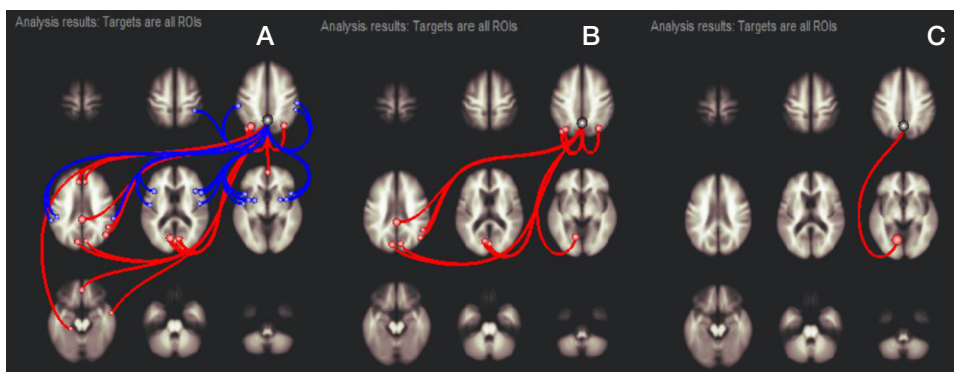 Analysis results: Targets are all ROIs
A
Analysis results: Targets are all ROIs
B
Analysis results: Targets are all ROIs
C